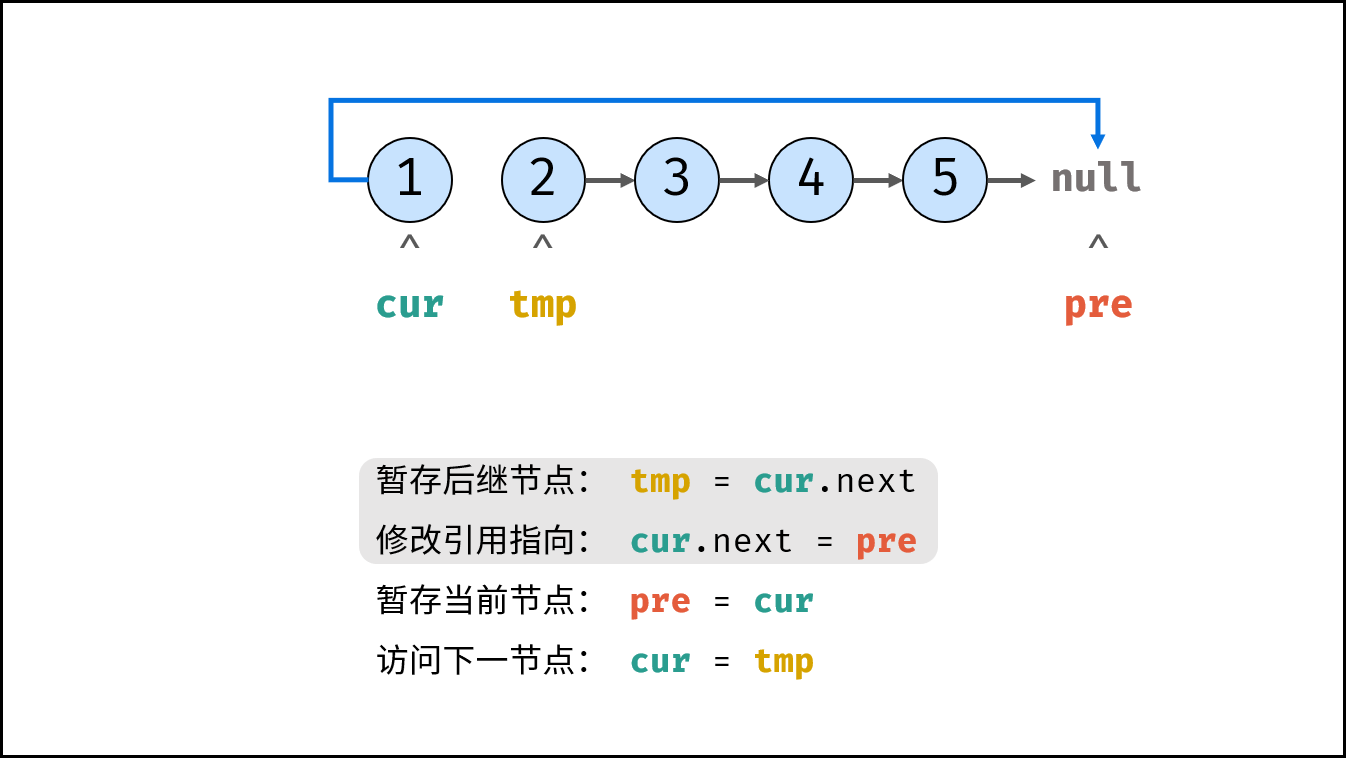 1 2 3 4 5 null
^ ^ ^
cur tmp pre
暂存后继节点： tmp = cur.next
修改引用指向： cur.next = pre
暂存当前节点： pre = cur
访问下一节点： cur = tmp